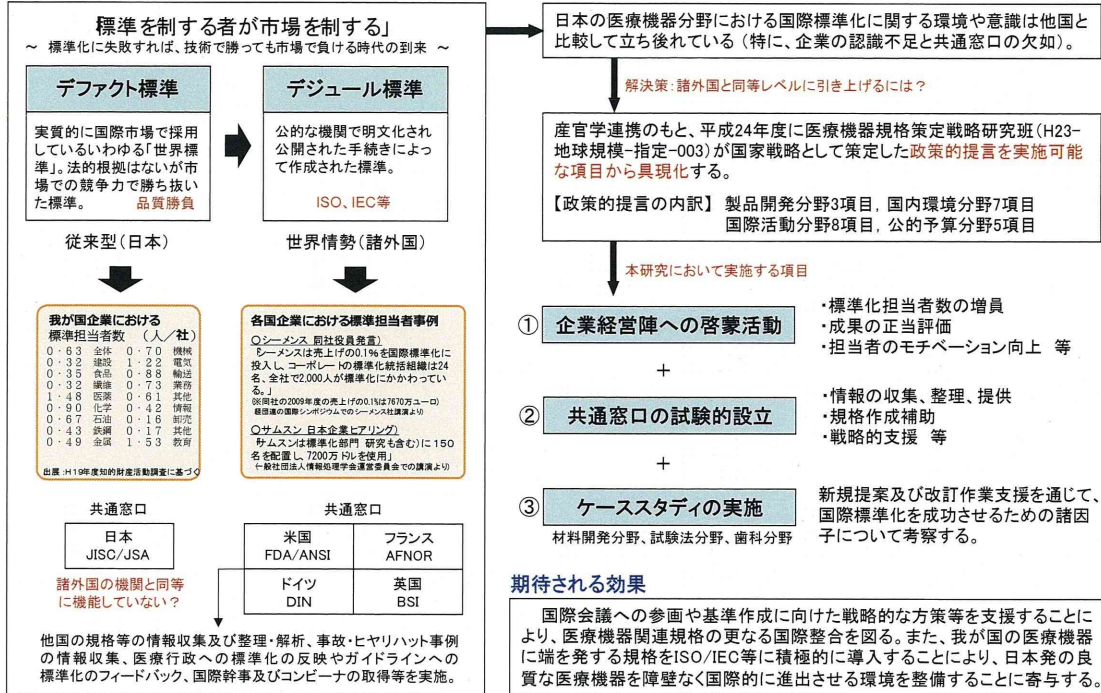 「標準を制する者が市場を制する」
～ 標準化に失敗すれば、技術で勝っても市場で負ける時代の到来 ～
デファクト標準
実質的に国際市場で採用
しているいわゆる「世界標
準」。法的根拠はないが市
場での競争力で勝ち抜い
た標準。 品質勝負
従来型(日本)
デジュール標準
公的な機関で明文化され
公開された手続きによっ
て作成された標準。
ISO、IEC等
世界情勢(諸外国)
我が国企業における
標準担当者数 (人/社)
0・63 全体 0・70 機械
0・32 建設 1・22 電気
0・35 食品 0・88 輸送
0・32 繊維 0・73 業務
1・48 医薬 0・61 其他
0・90 化学 0・42 情報
0・67 石油 0・16 卸売
0・43 鉄鋼 0・17 其他
0・49 金属 1・53 教育
出展:H19年度知的財産活動調査に基づく
各国企業における標準担当者事例
○シーメンス 同社役員発言)
「シーメンスは売上げの0.1%を国際標準化に
投入し、コーポレートの標準化統括組織は24
名、全社で2,000人が標準化にかかわってい
る。」
(※同社の2009年度の売上げの0.1%は7670万ユーロ)
経団連の国際シンポジウムでのシーメンス社講演より)
○サムスン 日本企業ヒアリング)
「サムスンは標準化部門 研究も含む)に150
名を配置し、7200万ドルを使用」
(一般社団法人情報処理学会運営委員会での講演より)
共通窓口
日本
JISC/JSA
諸外国の機関と同等
に機能していない?
共通窓口
米国
FDA/ANSI
フランス
AFNOR
ドイツ
DIN
英国
BSI
他国の規格等の情報収集及び整理・解析、事故・ヒヤリハット事例
の情報収集、医療行政への標準化の反映やガイドラインへの
標準化のフィードバック、国際幹事及びコンビーナの取得等を実施。
日本の医療機器分野における国際標準化に関する環境や意識は他国と
比較して立ち後れている (特に、企業の認識不足と共通窓口の欠如)。
解決策:諸外国と同等レベルに引き上げるには?
産官学連携のもと、平成24年度に医療機器規格策定戦略研究班(H23-
地球規模-指定-003)が国家戦略として策定した政策的提言を実施可能
な項目から具現化する。
【政策的提言の内訳】 製品開発分野3項目, 国内環境分野7項目
国際活動分野8項目, 公的予算分野5項目
本研究において実施する項目
① 企業経営陣への啓蒙活動
・標準化担当者数の増員
・成果の正当評価
・担当者のモチベーション向上 等
+
② 共通窓口の試験的設立
・情報の収集、整理、提供
・規格作成補助
・戦略的支援 等
+
③ ケーススタディの実施
材料開発分野、試験法分野、歯科分野
新規提案及び改訂作業支援を通じて、
国際標準化を成功させるための諸因
子について考察する。
期待される効果
国際会議への参画や基準作成に向けた戦略的な方策等を支援することに
より、医療機器関連規格の更なる国際整合を図る。また、我が国の医療機器
に端を発する規格をISO/IEC等に積極的に導入することにより、日本発の良
質な医療機器を障壁なく国際的に進出させる環境を整備することに寄与する。